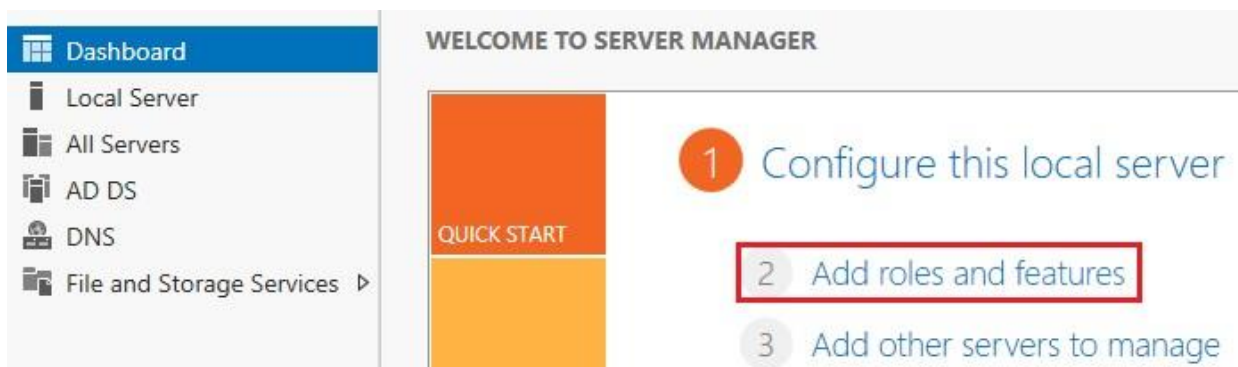 Dashboard
Local Server
All Servers
AD DS
DNS
File and Storage Services
WELCOME TO SERVER MANAGER
QUICK START
1 Configure this local server
2 Add roles and features
3 Add other servers to manage